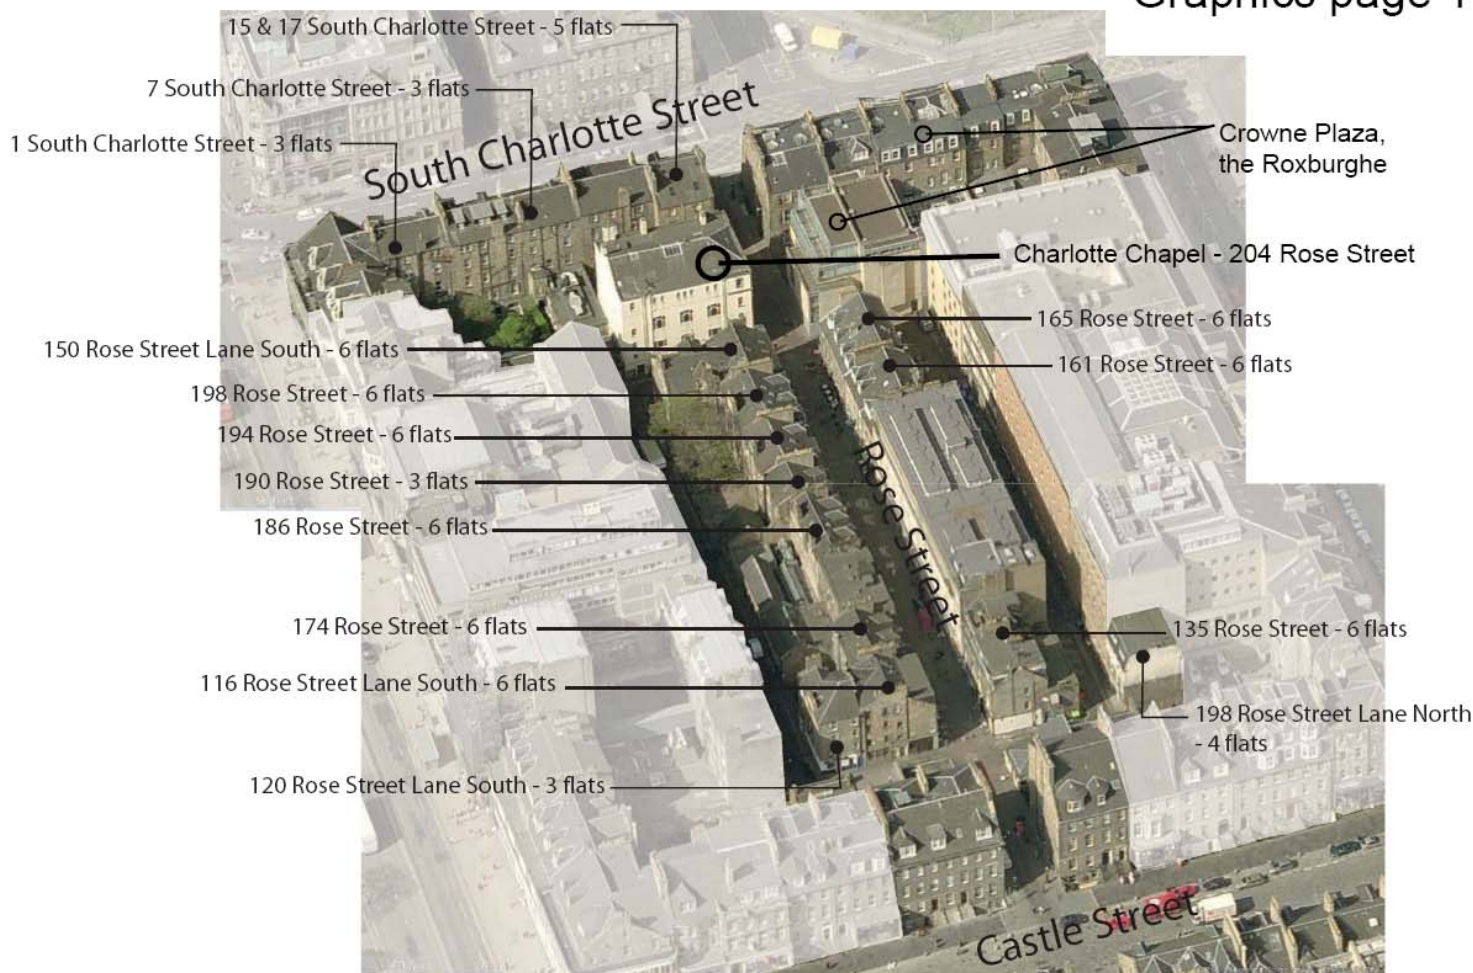 Graphics page 1
15 & 17 South Charlotte Street - 5 flats
7 South Charlotte Street - 3 flats
1 South Charlotte Street - 3 flats
South Charlotte Street
Crowne Plaza,
the Roxburghe
Charlotte Chapel - 204 Rose Street
165 Rose Street - 6 flats
150 Rose Street Lane South - 6 flats
161 Rose Street - 6 flats
198 Rose Street - 6 flats
194 Rose Street - 6 flats
190 Rose Street - 3 flats
Rose Street
186 Rose Street - 6 flats
174 Rose Street - 6 flats
135 Rose Street - 6 flats
116 Rose Street Lane South - 6 flats
198 Rose Street Lane North
- 4 flats
120 Rose Street Lane South - 3 flats
Castle Street